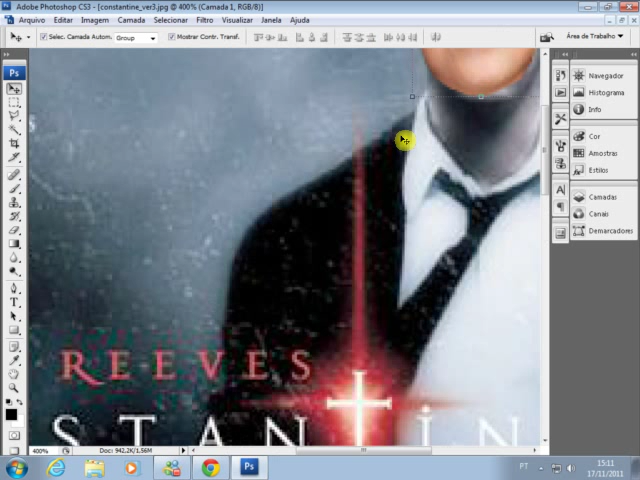 Adobe Photoshop CS3 - [constantine_ver3.jpg @ 400% (Camada 1, RGB/8)]
Arquivo Editar Imagem Camada Selecionar Filtro Visualizar Janela Ajuda
Selec. Camada Autom. Group Mostrar Contr. Transf. Área de Trabalho
Ps
Navegador
Histograma
Info
Cor
Amostras
Estilos
Camadas
Canais
Demarcadores
REEVES
STANTIN
400% Doc: 942,2K/1,56M
Ps PT 15:11
17/11/2011